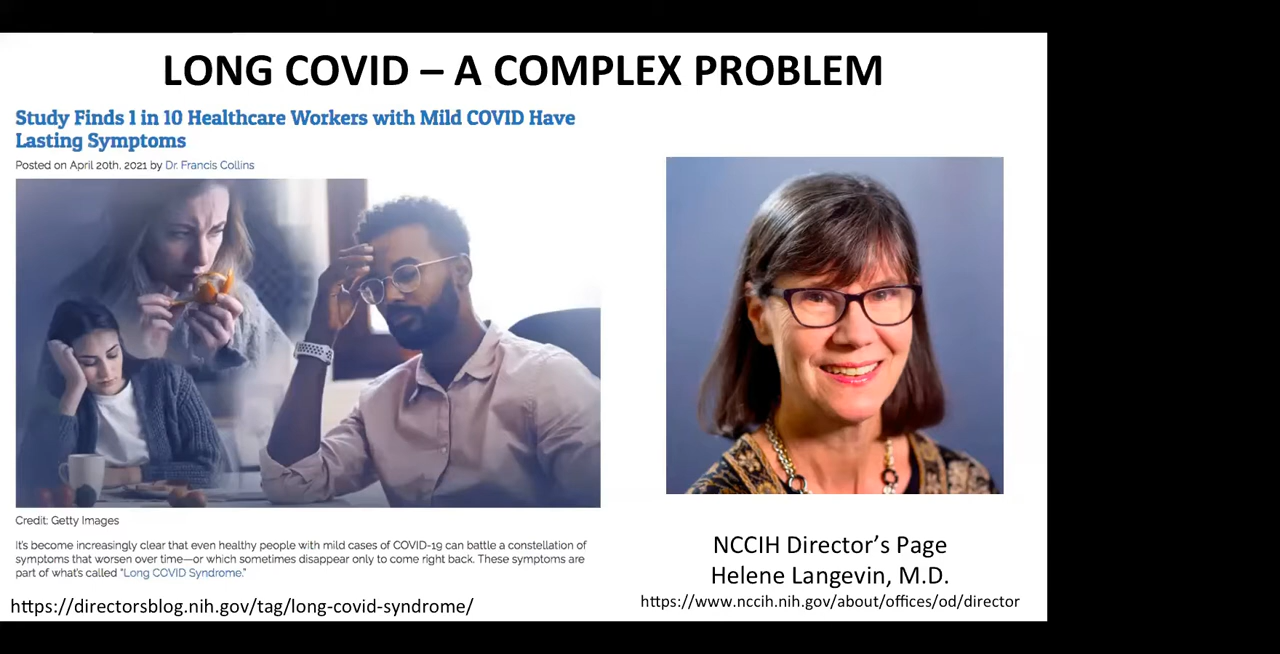 LONG COVID – A COMPLEX PROBLEM
Study Finds 1 in 10 Healthcare Workers with Mild COVID Have
Lasting Symptoms
Posted on April 20th, 2021 by Dr. Francis Collins
Credit: Getty Images
It's become increasingly clear that even healthy people with mild cases of COVID-19 can battle a constellation of
symptoms that worsen over time—or which sometimes disappear only to come right back. These symptoms are
part of what's called "Long COVID Syndrome."
https://directorsblog.nih.gov/tag/long-covid-syndrome/
NCCIH Director's Page
Helene Langevin, M.D.
https://www.nccih.nih.gov/about/offices/od/director